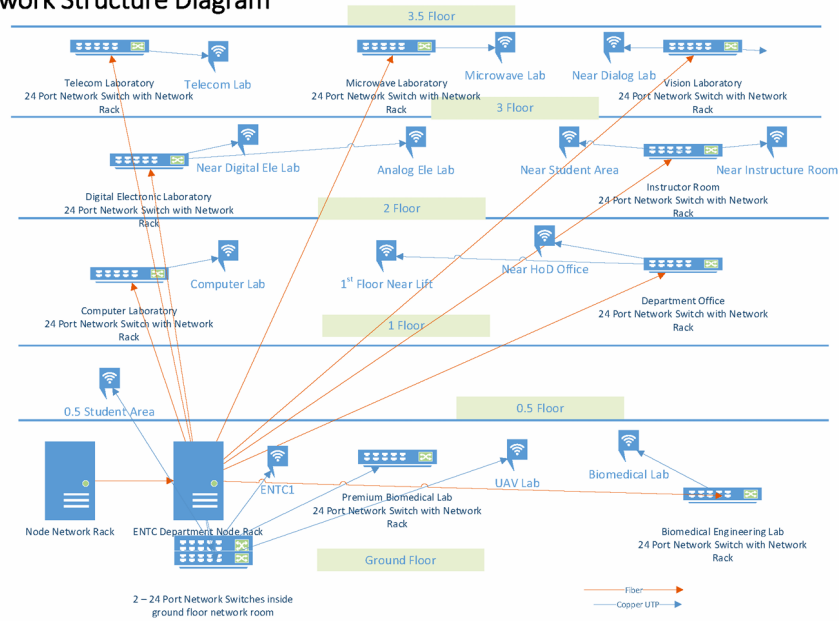 work Structure Diagram
3.5 Floor
Telecom Laboratory
24 Port Network Switch with Network
Rack
Telecom Lab
Microwave Laboratory
24 Port Network Switch with Network
Rack
Microwave Lab
Near Dialog Lab
Vision Laboratory
24 Port Network Switch with Network
Rack
3 Floor
Near Digital Ele Lab
Analog Ele Lab
Near Student Area
Near Instructure Room
Digital Electronic Laboratory
24 Port Network Switch with Network
Rack
Instructor Room
24 Port Network Switch with Network
Rack
2 Floor
Computer Lab
1st Floor Near Lift
Near HoD Office
Computer Laboratory
24 Port Network Switch with Network
Rack
Department Office
24 Port Network Switch with Network
Rack
1 Floor
0.5 Student Area
0.5 Floor
ENTC1
UAV Lab
Biomedical Lab
Node Network Rack
ENTC Department Node Rack
Premium Biomedical Lab
24 Port Network Switch with Network
Rack
Biomedical Engineering Lab
24 Port Network Switch with Network
Rack
Ground Floor
2 – 24 Port Network Switches inside
ground floor network room
Fiber
Copper UTP